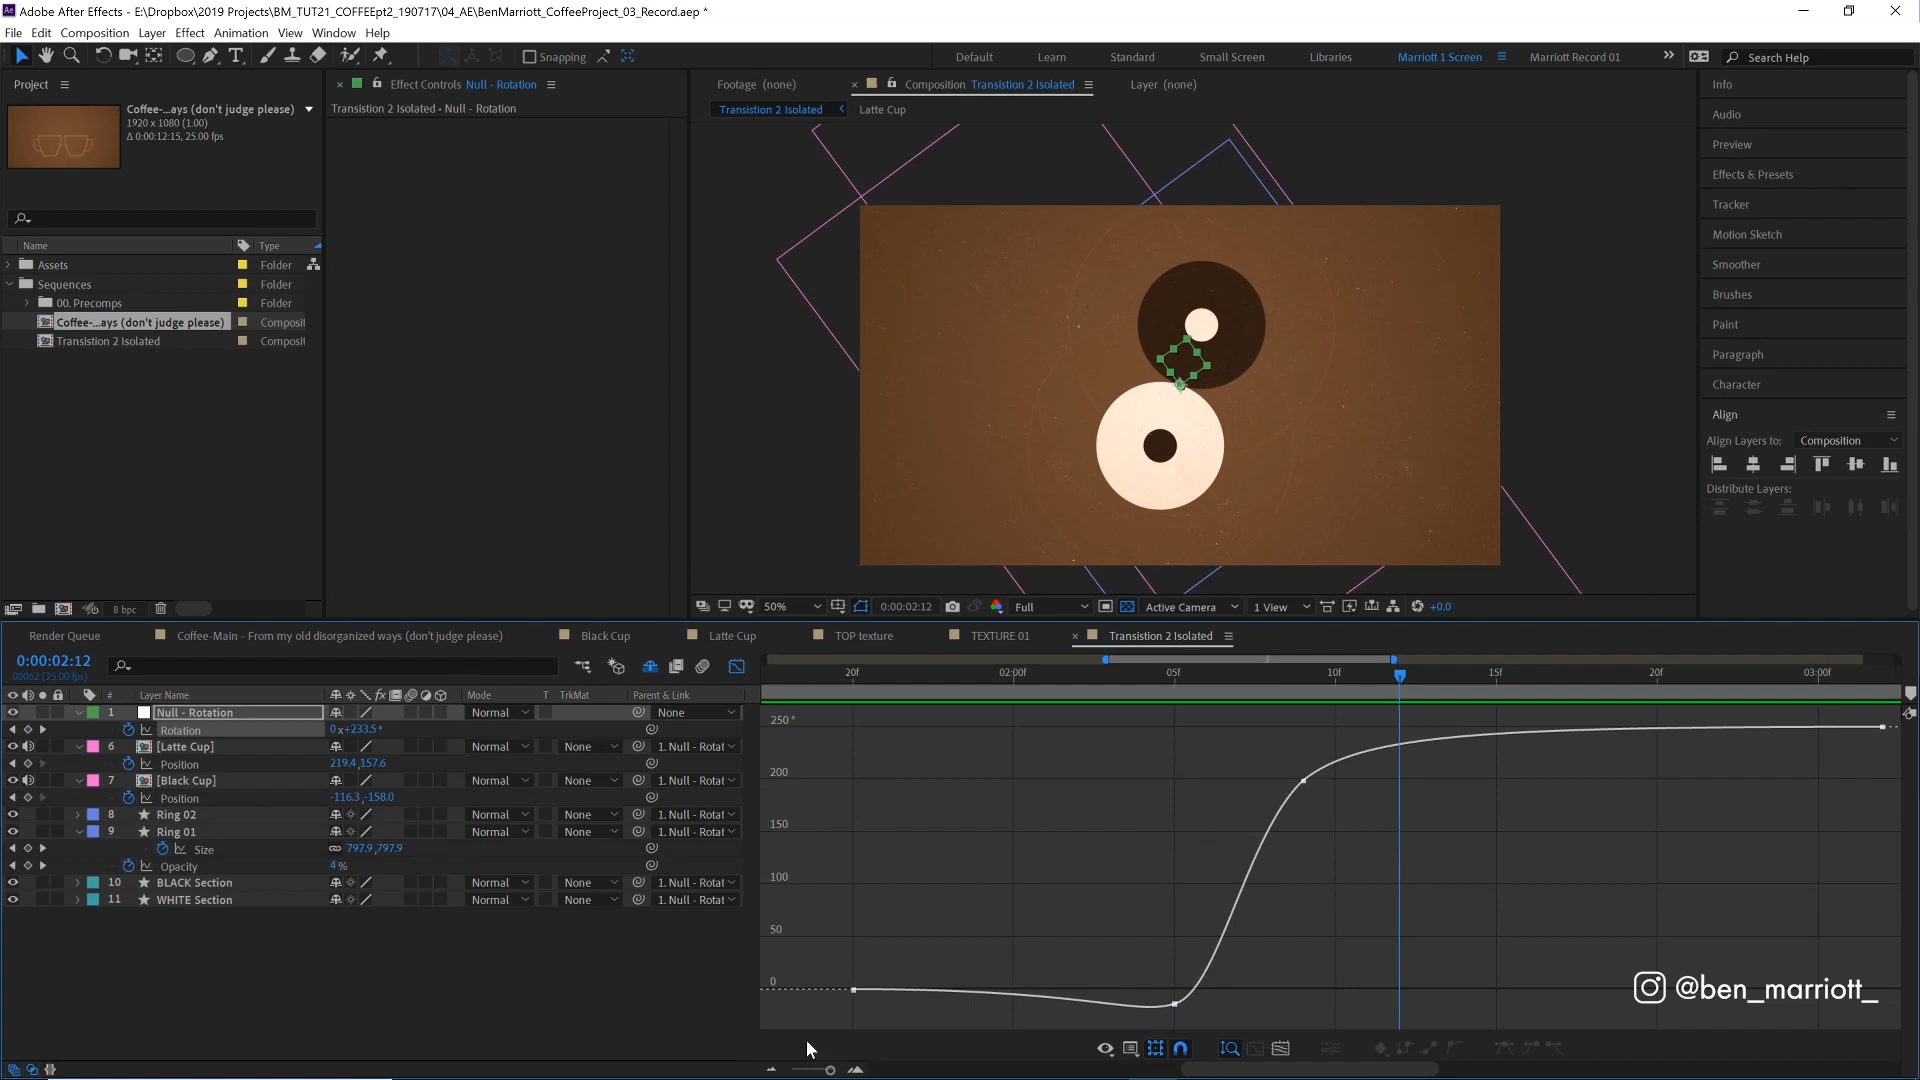 Adobe After Effects - E:\Dropbox\2019 Projects\BM_TUT21_COFFEEpt2_190717\04_AE\BenMarriott_CoffeeProject_03_Record.aep *
File Edit Composition Layer Effect Animation View Window Help
Snapping
Default Learn Standard Small Screen Libraries Marriott 1 Screen Marriott Record 01 Search Help
Project
Coffee-...ays (don't judge please)
1920 x 1080 (1.00)
Δ 0:00:12:15, 25.00 fps
Name Type
Assets Folder
Sequences Folder
00. Precomps Folder
Coffee-...ays (don't judge please) Composit
Transistion 2 Isolated Composit
8 bpc
Effect Controls Null - Rotation
Transistion 2 Isolated • Null - Rotation
Footage (none) Composition Transistion 2 Isolated Layer (none)
Transistion 2 Isolated Latte Cup
50% 0:00:02:12 Full Active Camera 1 View +0.0
Info
Audio
Preview
Effects & Presets
Tracker
Motion Sketch
Smoother
Brushes
Paint
Paragraph
Character
Align
Align Layers to: Composition
Distribute Layers:
Render Queue Coffee-Main - From my old disorganized ways (don't judge please) Black Cup Latte Cup TOP texture TEXTURE 01 Transistion 2 Isolated
0:00:02:12
00062 (25.00 fps)
# Layer Name Mode T TrkMat Parent & Link
1 Null - Rotation Normal None
Rotation 0x+233.5°
6 [Latte Cup] Normal None 1. Null - Rotat
Position 219.4,157.6
7 [Black Cup] Normal None 1. Null - Rotat
Position -116.3,-158.0
8 Ring 02 Normal None 1. Null - Rotat
9 Ring 01 Normal None 1. Null - Rotat
Size 797.9,797.9
Opacity 4%
10 BLACK Section Normal None 1. Null - Rotat
11 WHITE Section Normal None 1. Null - Rotat
20f 02:00f 05f 10f 15f 20f 03:00f
250°
200
150
100
50
0
@ben_marriott_